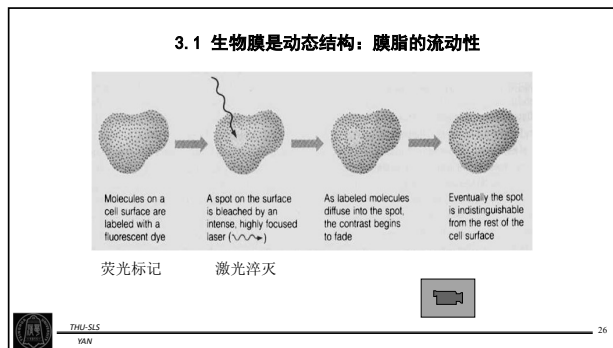 3.1 生物膜是动态结构：膜脂的流动性
Molecules on a
cell surface are
labeled with a
fluorescent dye
A spot on the surface
is bleached by an
intense, highly focused
laser
As labeled molecules
diffuse into the spot,
the contrast begins
to fade
Eventually the spot
is indistinguishable
from the rest of the
cell surface
荧光标记
激光淬灭
THU-SLS
YAN
26